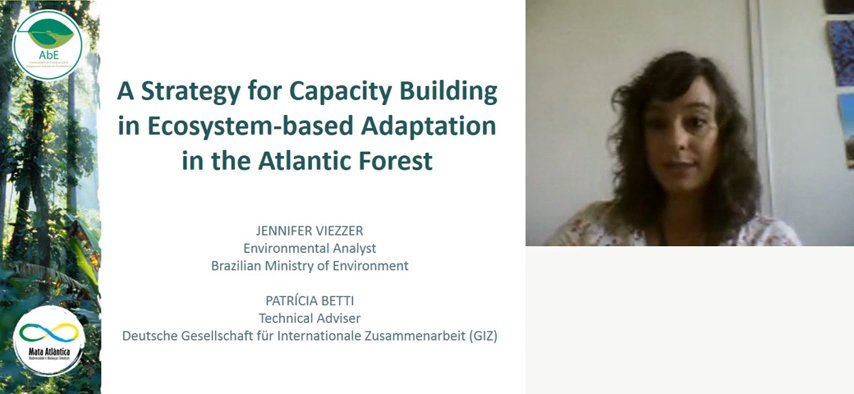 AbE
A Strategy for Capacity Building
in Ecosystem-based Adaptation
in the Atlantic Forest
JENNIFER VIEZZER
Environmental Analyst
Brazilian Ministry of Environment
PATRÍCIA BETTI
Technical Adviser
Deutsche Gesellschaft für Internationale Zusammenarbeit (GIZ)
Mata Atlântica